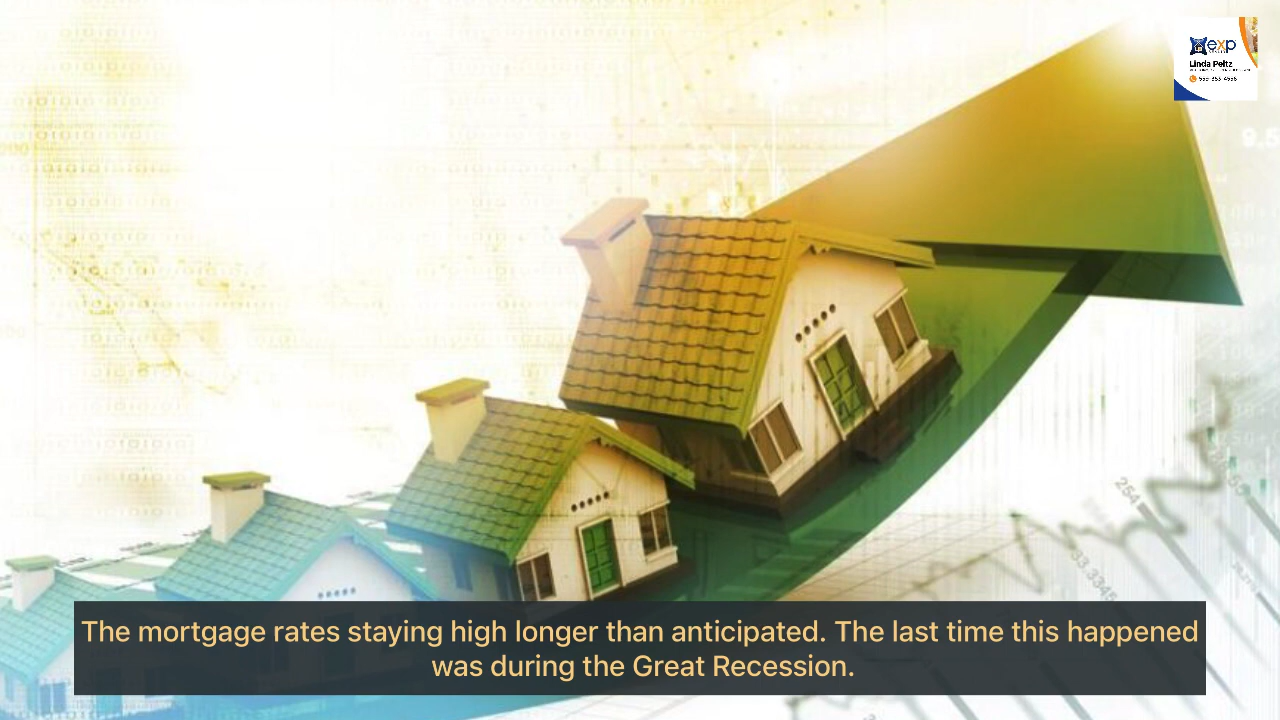 exp
Linda Peltz
The mortgage rates staying high longer than anticipated. The last time this happened
was during the Great Recession.